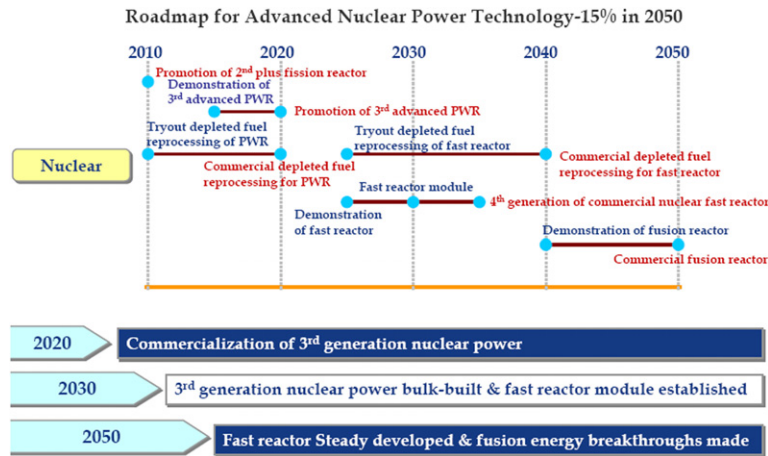 Roadmap for Advanced Nuclear Power Technology-15% in 2050
2010 2020 2030 2040 2050
Promotion of 2nd plus fission reactor
Demonstration of
3rd advanced PWR
Promotion of 3rd advanced PWR
Tryout depleted fuel
reprocessing of PWR
Tryout depleted fuel
reprocessing of fast reactor
Nuclear
Commercial depleted fuel
reprocessing for PWR
Commercial depleted fuel
reprocessing for fast reactor
Fast reactor module
Demonstration
of fast reactor
4th generation of commercial nuclear fast reactor
Demonstration of fusion reactor
Commercial fusion reactor
2020 Commercialization of 3rd generation nuclear power
2030 3rd generation nuclear power bulk-built & fast reactor module established
2050 Fast reactor Steady developed & fusion energy breakthroughs made